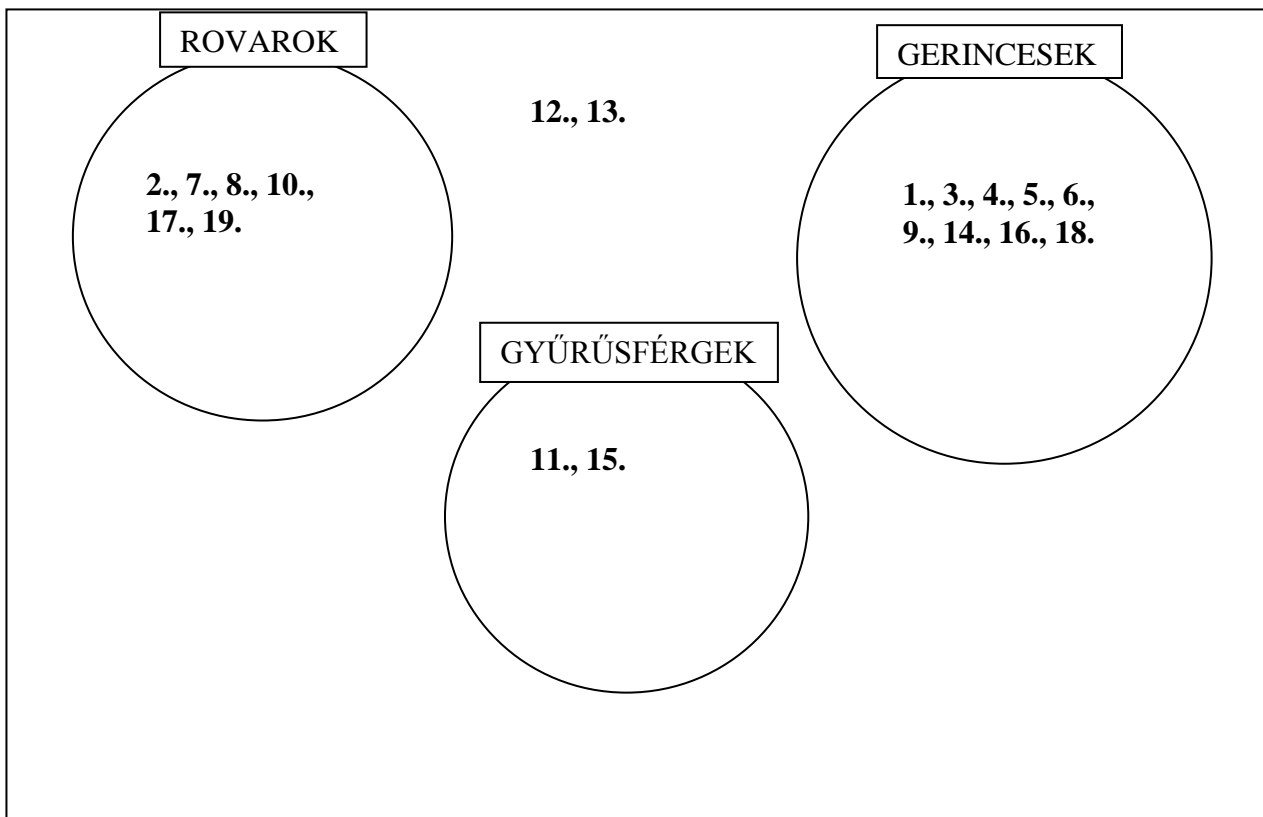 ROVAROK
GERINCESEK
12., 13.
2., 7., 8., 10.,
17., 19.
1., 3., 4., 5., 6.,
9., 14., 16., 18.
GYŰRŰSFÉRGEK
11., 15.